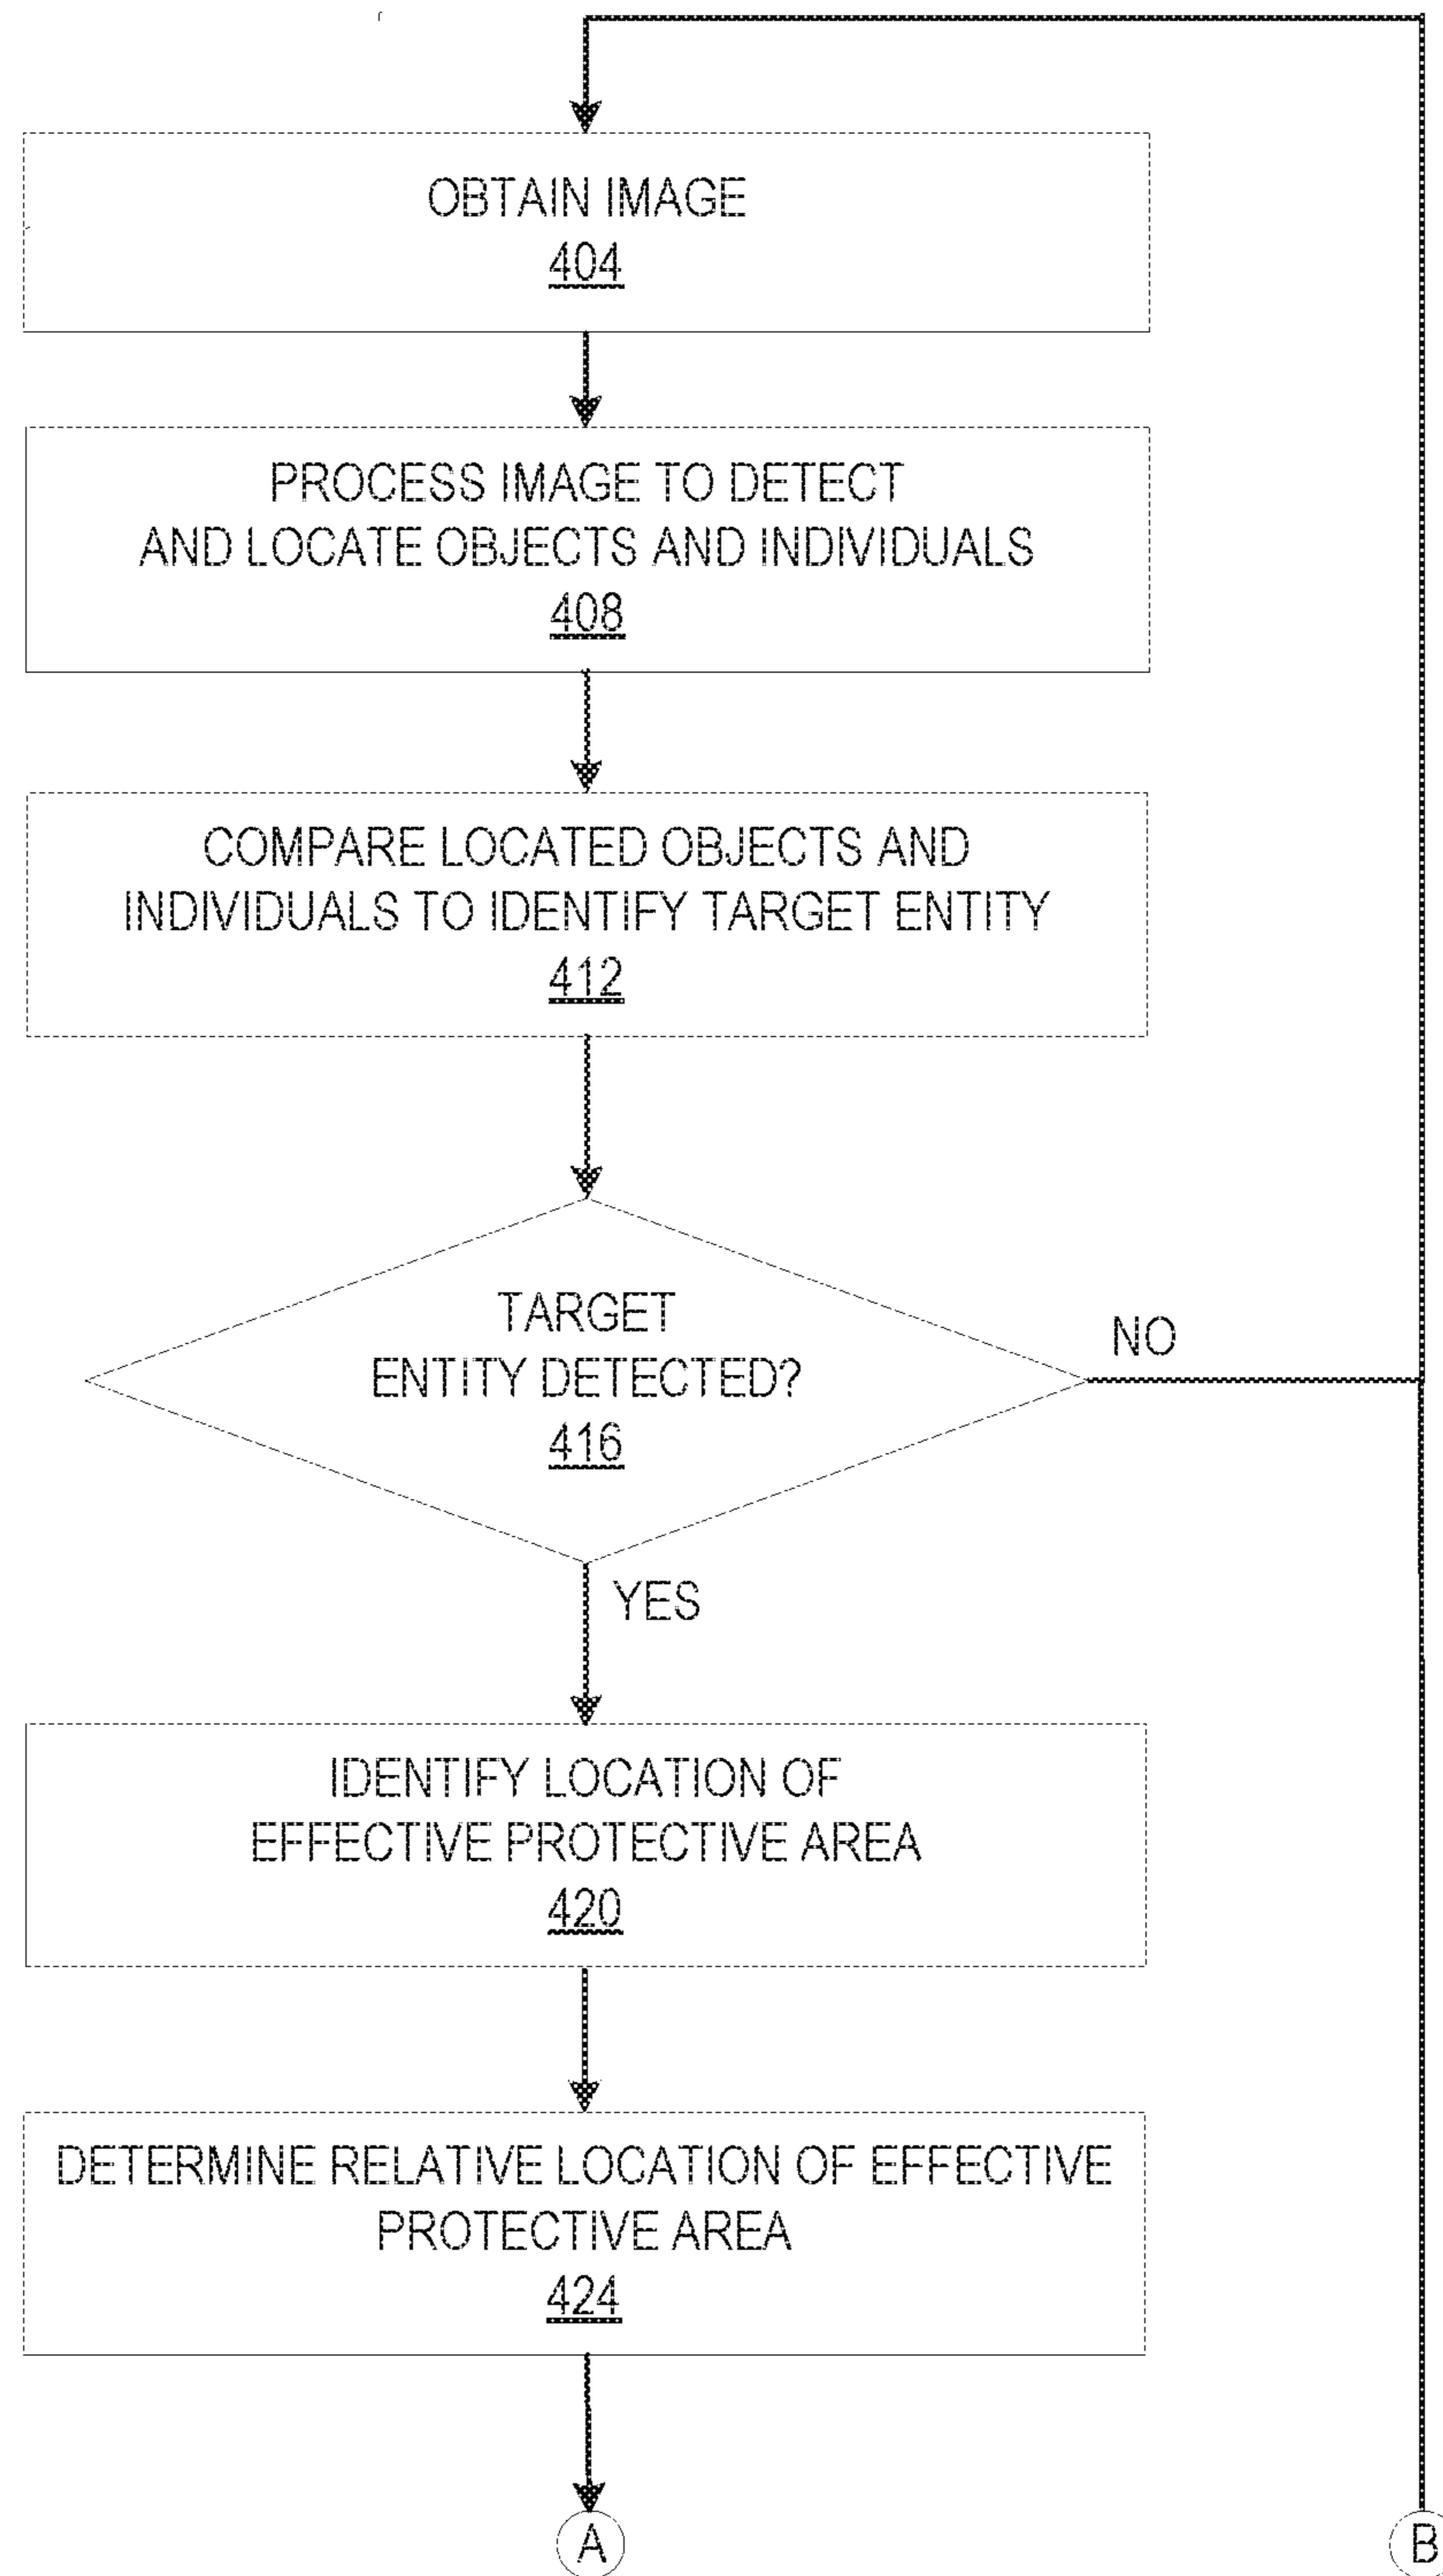 OBTAIN IMAGE
404
PROCESS IMAGE TO DETECT
AND LOCATE OBJECTS AND INDIVIDUALS
408
COMPARE LOCATED OBJECTS AND
INDIVIDUALS TO IDENTIFY TARGET ENTITY
412
TARGET
ENTITY DETECTED?
416
NO
YES
IDENTIFY LOCATION OF
EFFECTIVE PROTECTIVE AREA
420
DETERMINE RELATIVE LOCATION OF EFFECTIVE
PROTECTIVE AREA
424
A
B